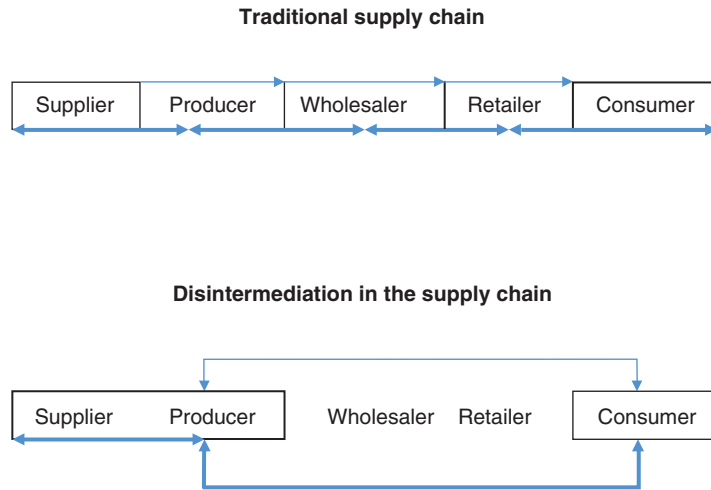 Traditional supply chain
Supplier Producer Wholesaler Retailer Consumer
Disintermediation in the supply chain
Supplier Producer Wholesaler Retailer Consumer